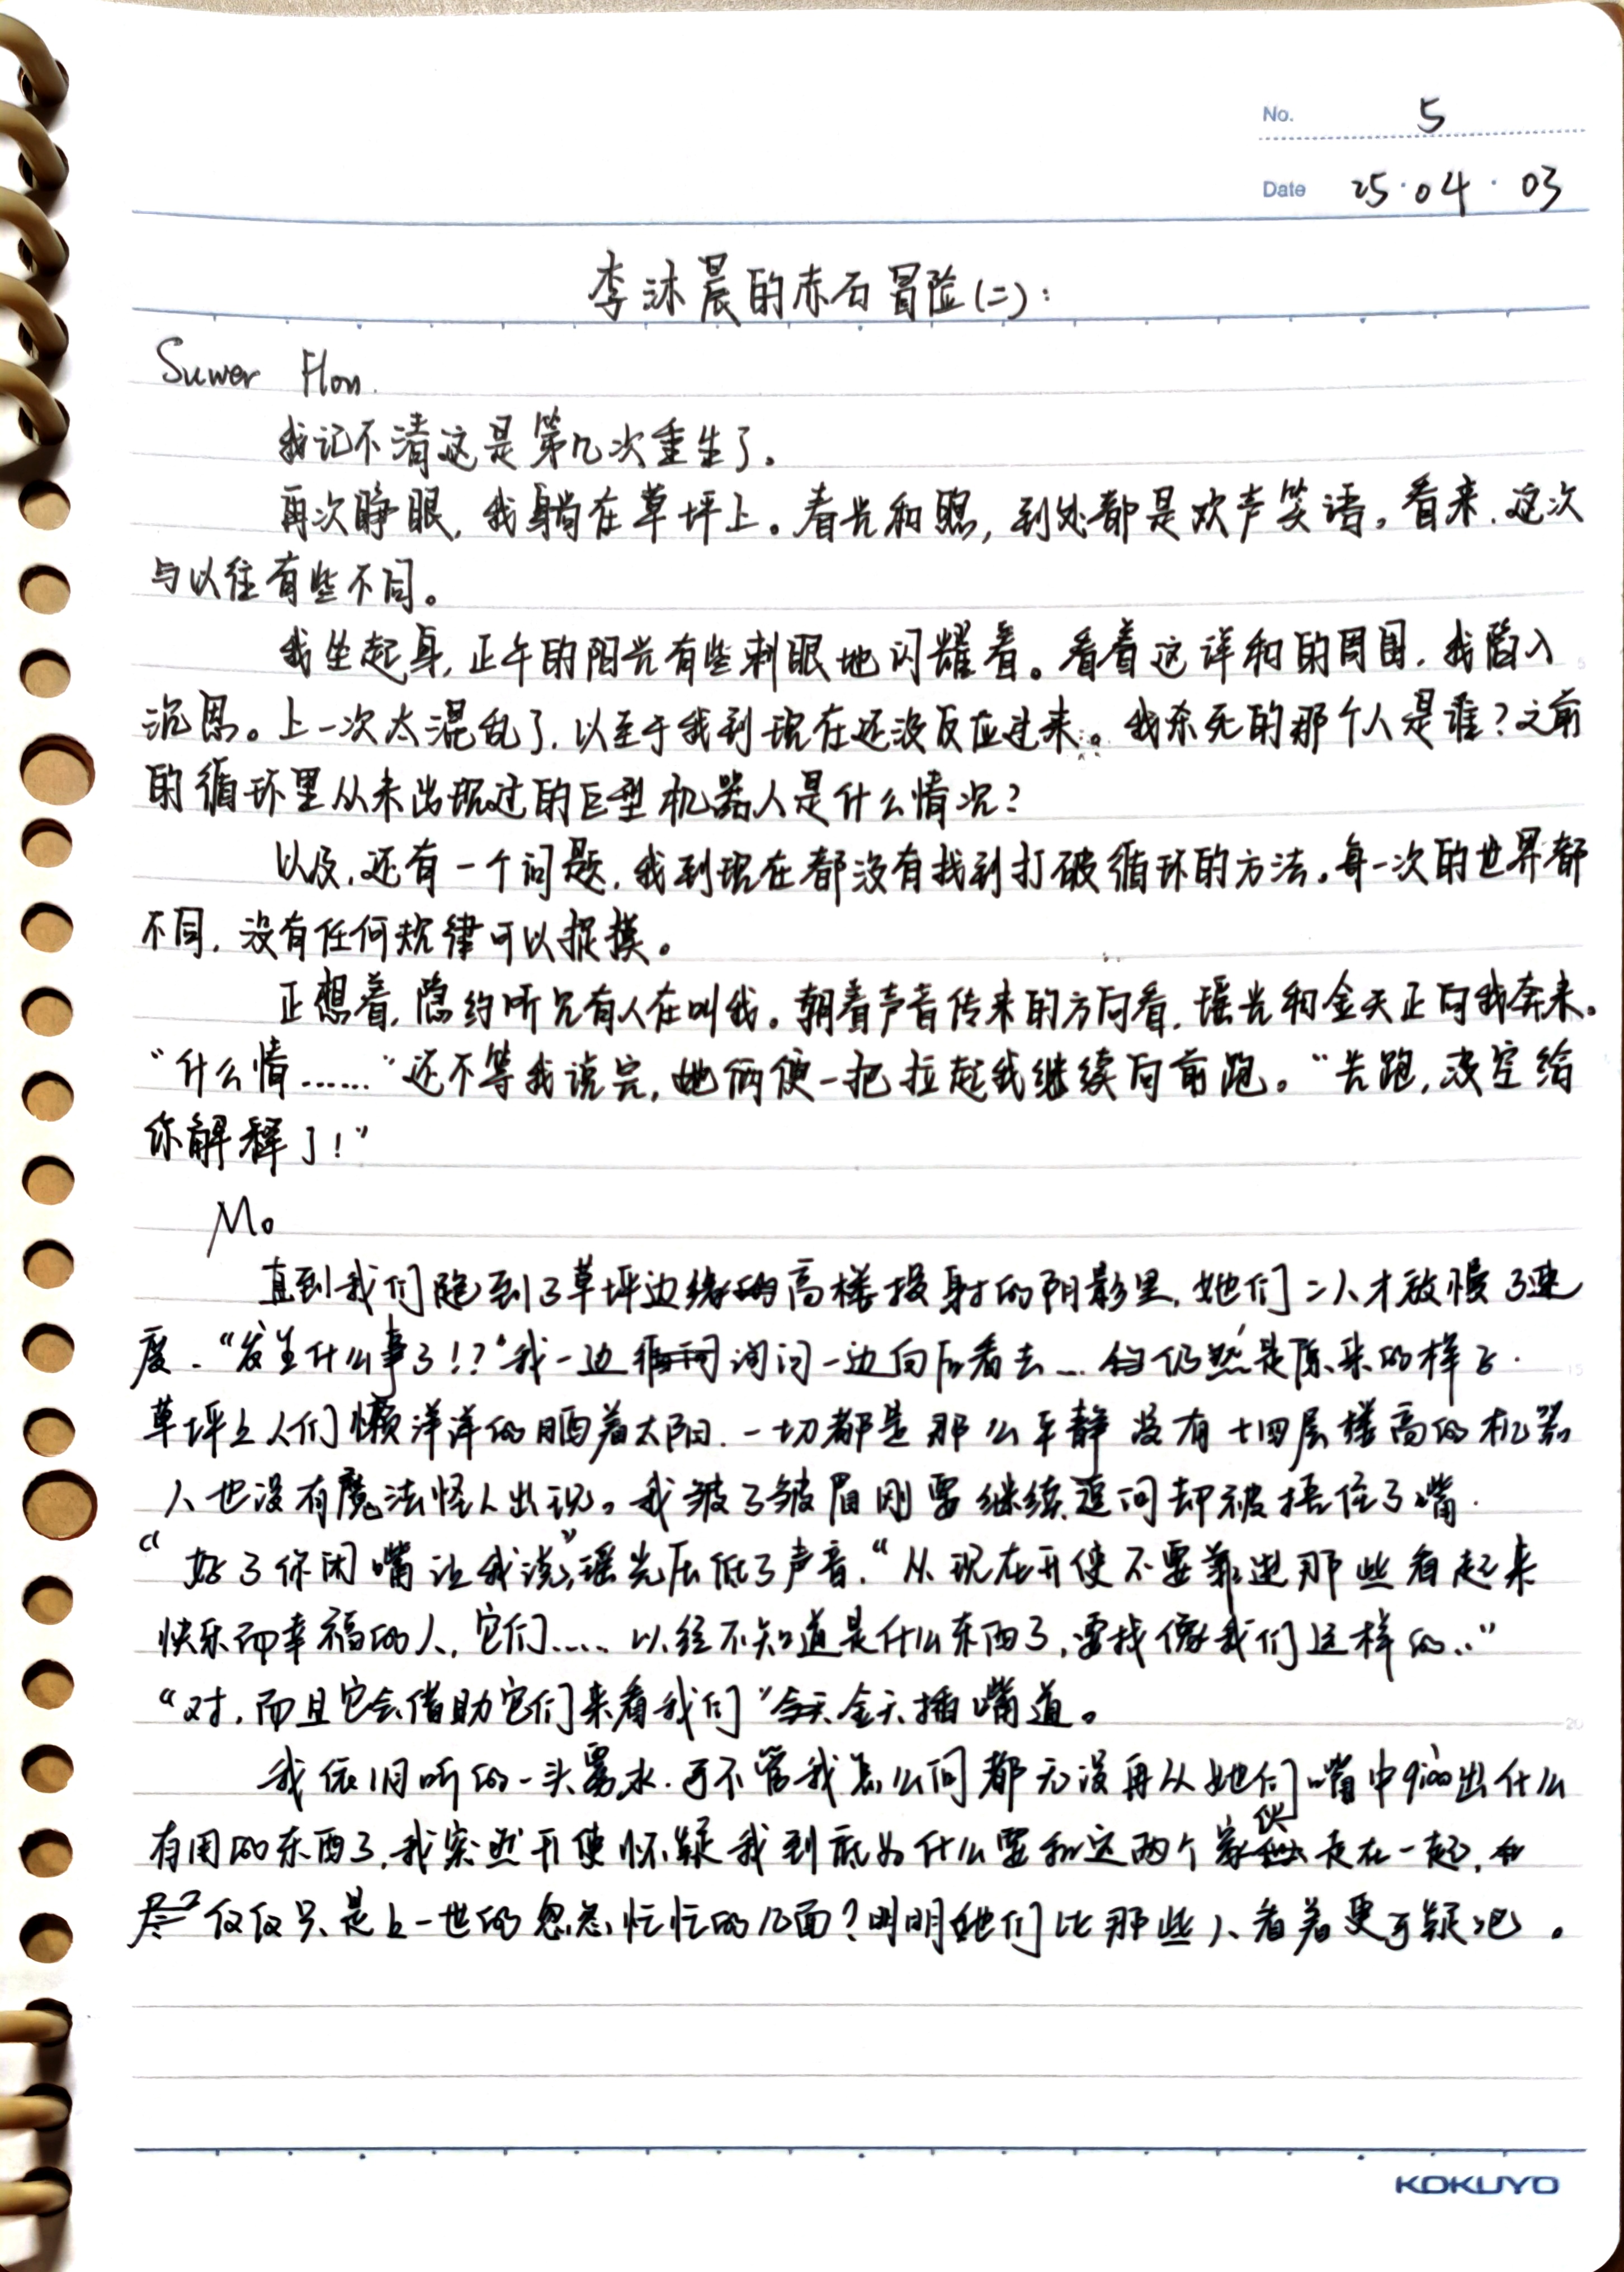 No. 5
Date 25·04·03
李沐晨的赤石冒险(二)：
Suwer Hon.
我记不清这是第几次重生了。
再次睁眼，我躺在草坪上。春光和照，到处都是欢声笑语。看来，这次
与以往有些不同。
我坐起身，正午的阳光有些刺眼地闪耀着。看着这详和的周围，我陷入
沉思。上一次太混乱了，以至于我到现在还没反应过来。我杀死的那个人是谁？之前
的循环里从未出现过的巨型机器人是什么情况？
以及，还有一个问题，我到现在都没有找到打破循环的方法。每一次的世界都
不同，没有任何规律可以捉摸。
正想着，隐约听见有人在叫我。朝着声音传来的方向看，瑶光和金天正向我奔来。
“什么情……”还不等我说完，她俩便一把拉起我继续向前跑。“先跑，没空给
你解释了！”
Mo
直到我们跑到了草坪边缘的高楼投射的阴影里，她们二人才放慢了速
度.“发生什么事了!?”我一边询问一边向后看去…仍然是原来的样子.
草坪上人们懒洋洋的晒着太阳.一切都是那么平静 没有十四层楼高的机器
人也没有魔法怪人出现。我皱了皱眉刚要继续追问却被捂住了嘴.
“好了你闭嘴让我说”瑶光压低了声音.“从现在开使不要靠进那些看起来
快乐而幸福的人，它们…… 以经不知道是什么东西了，要找像我们这样的..”
“对，而且它会借助它们来看我们”金天插嘴道。
我依旧听的一头雾水.可不管我怎么问都无没再从她们嘴中qiao出什么
有用的东西了，我突然开使怀疑我到底为什么要和这两个家伙走在一起，
仅仅只是上一世的忽忽忙忙的几面？明明她们比那些人看着更可疑吧。
KOKUYO